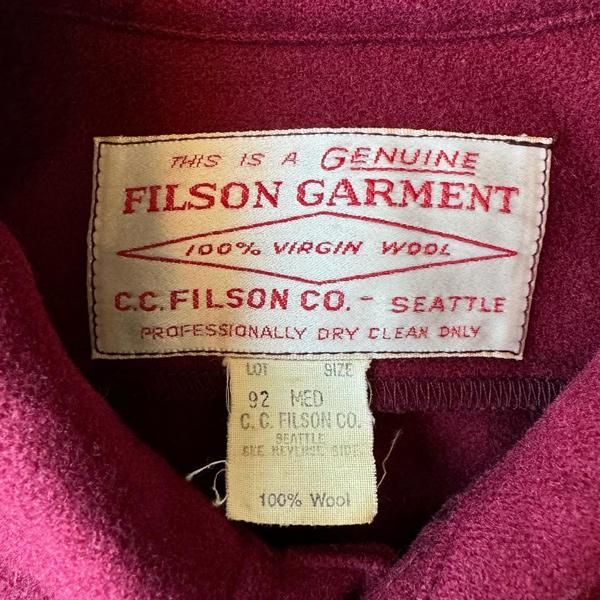 THIS IS A GENUINE
FILSON GARMENT
100% VIRGIN WOOL
C.C. FILSON CO. - SEATTLE
PROFESSIONALLY DRY CLEAN ONLY
LOT SIZE
92 MED
C. C. FILSON CO.
SEATTLE
SEE REVERSE SIDE
100% Wool